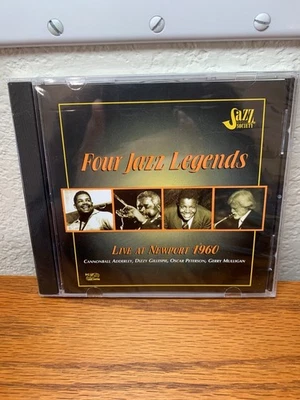 Jazz
SOCIETY
Four Jazz Legends
LIVE AT NEWPORT 1960
CANNONBALL ADDERLEY, DIZZY GILLESPIE, OSCAR PETERSON, GERRY MULLIGAN